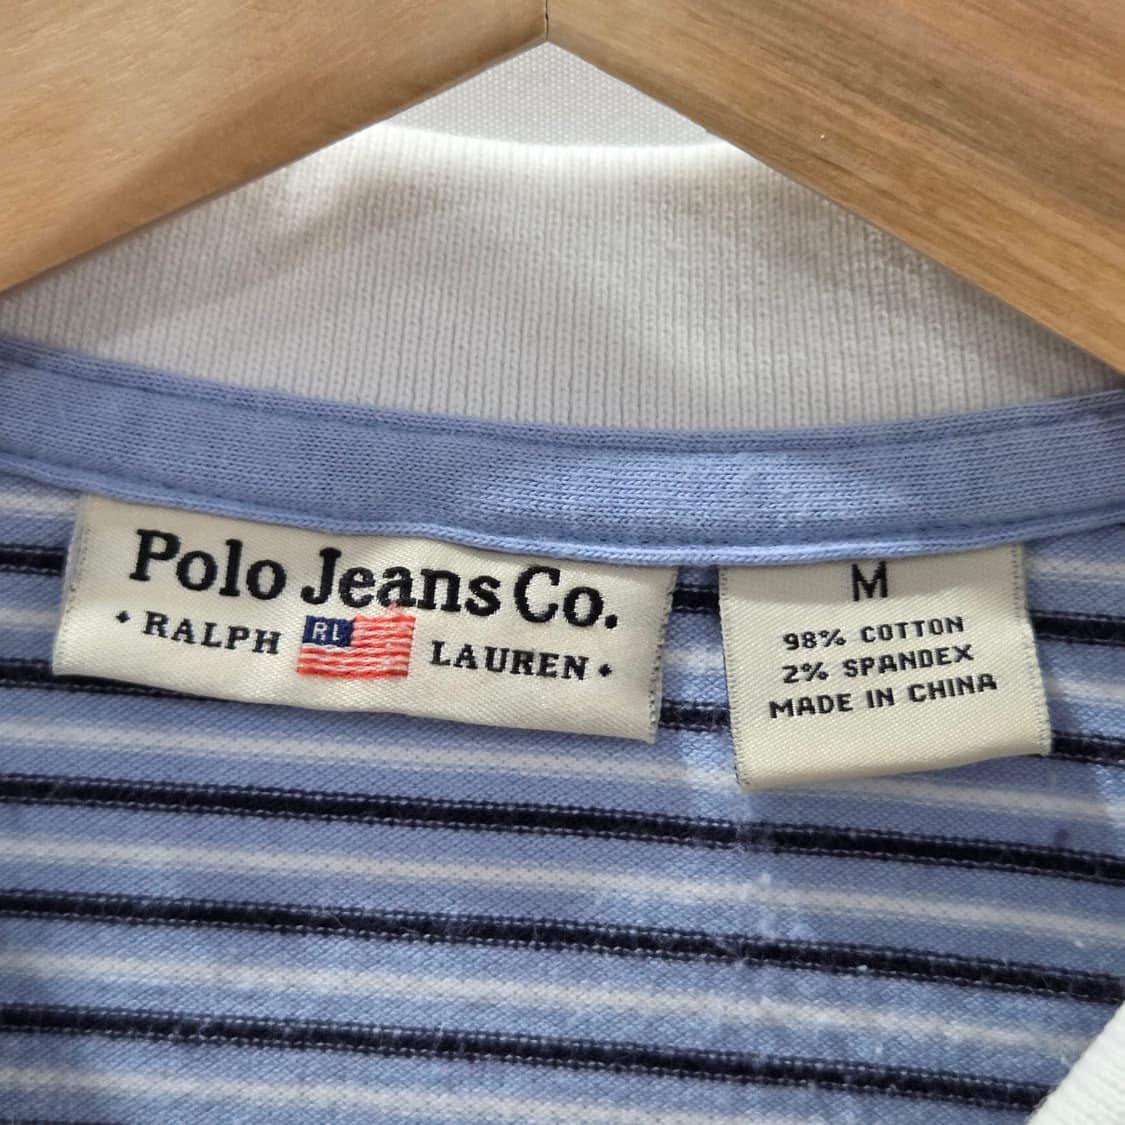 Polo Jeans Co.
RALPH RL LAUREN
M
98% COTTON
2% SPANDEX
MADE IN CHINA